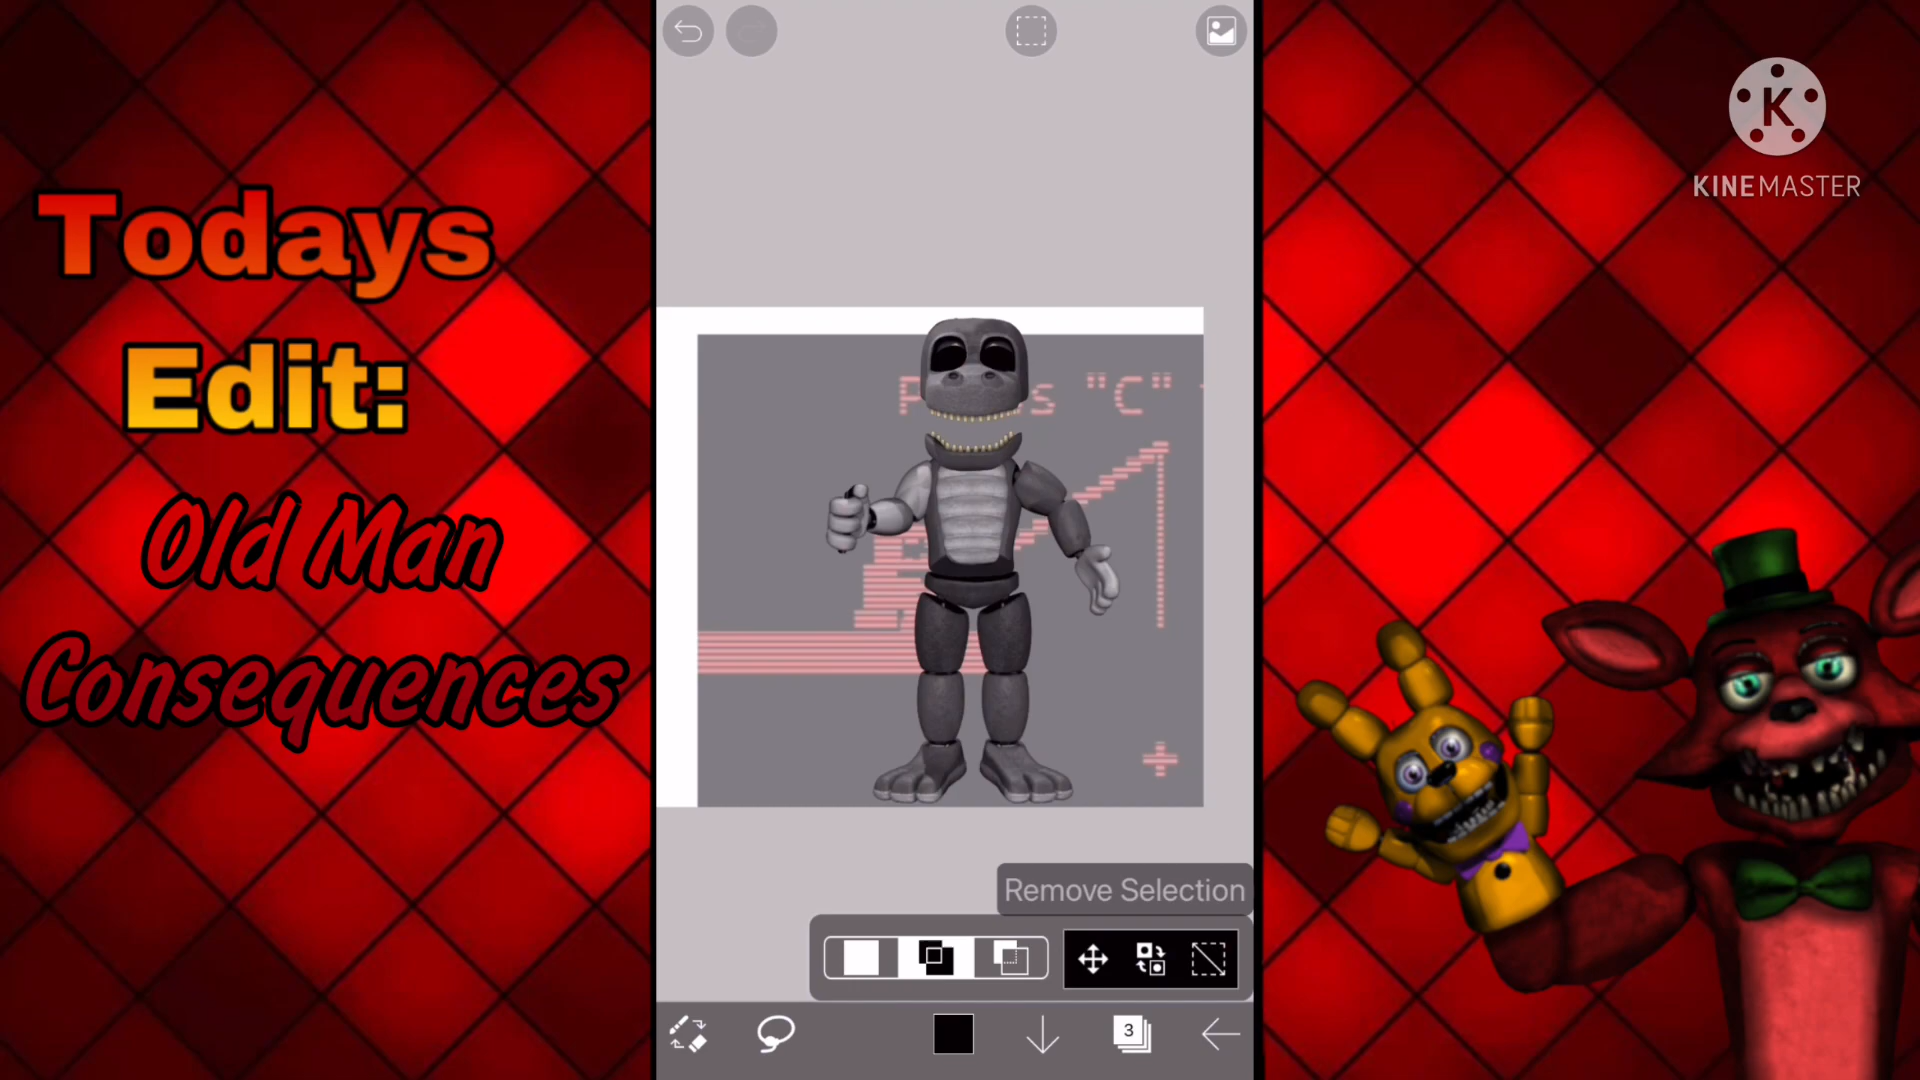 Todays
Edit:
Old Man
Consequences
KINEMASTER
K
"C"
Remove Selection
3